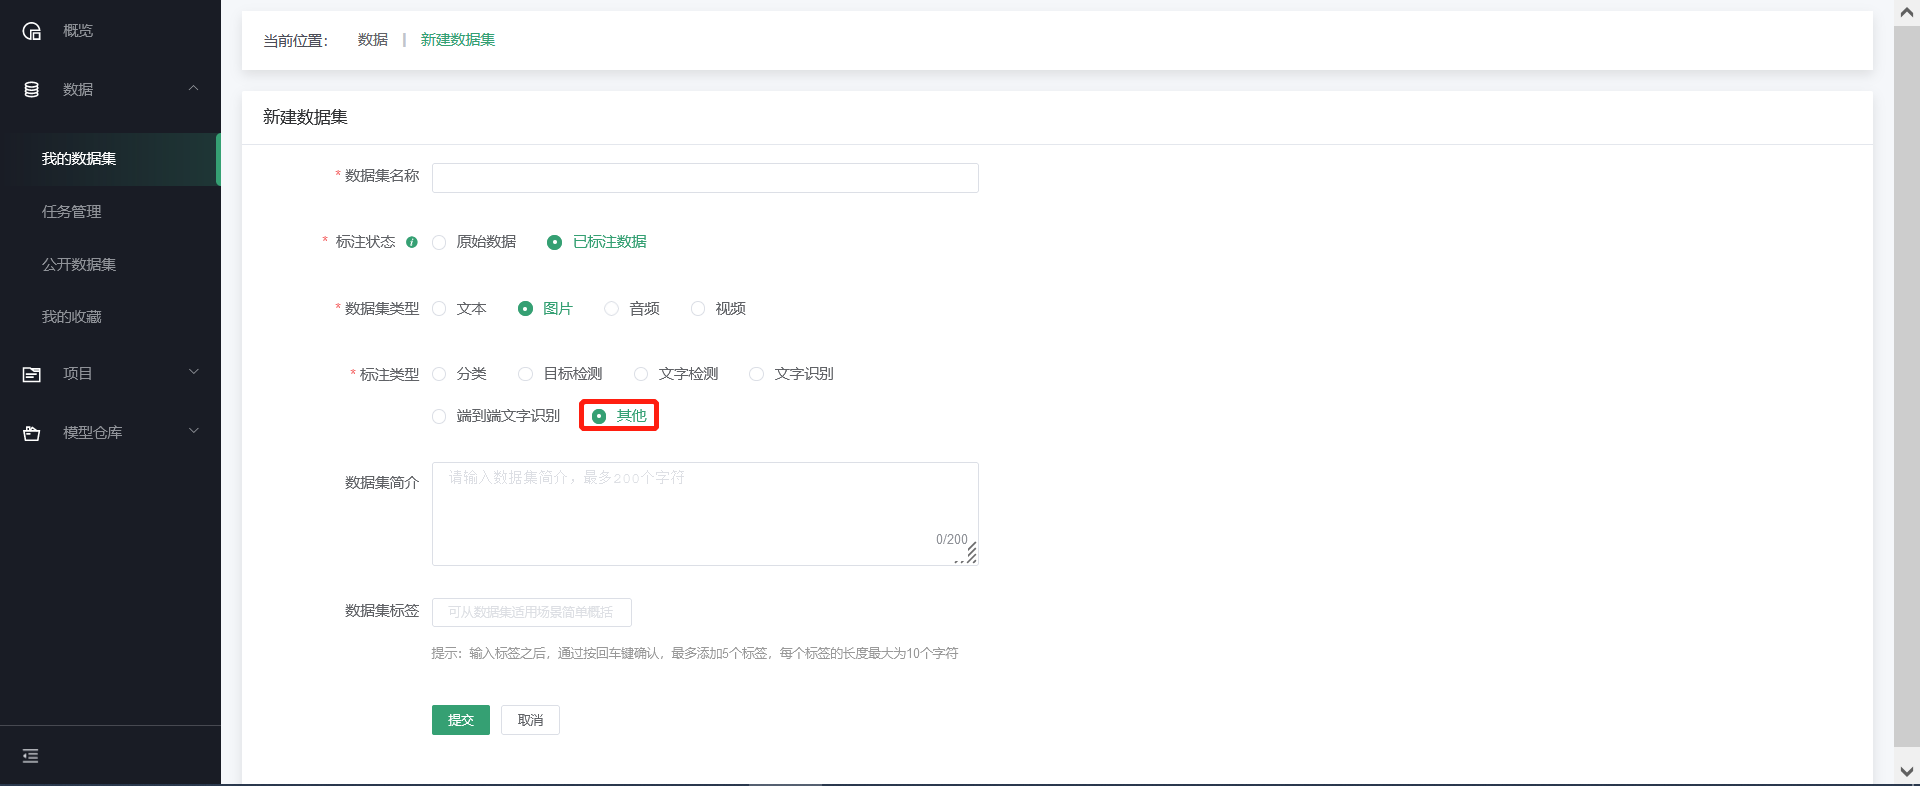 概览
数据
我的数据集
任务管理
公开数据集
我的收藏
项目
模型仓库
当前位置： 数据 | 新建数据集
新建数据集
* 数据集名称
* 标注状态 i 原始数据 已标注数据
* 数据集类型 文本 图片 音频 视频
* 标注类型 分类 目标检测 文字检测 文字识别
端到端文字识别 其他
数据集简介 请输入数据集简介，最多200个字符
0/200
数据集标签 可从数据集适用场景简单概括
提示：输入标签之后，通过按回车键确认，最多添加5个标签，每个标签的长度最大为10个字符
提交 取消